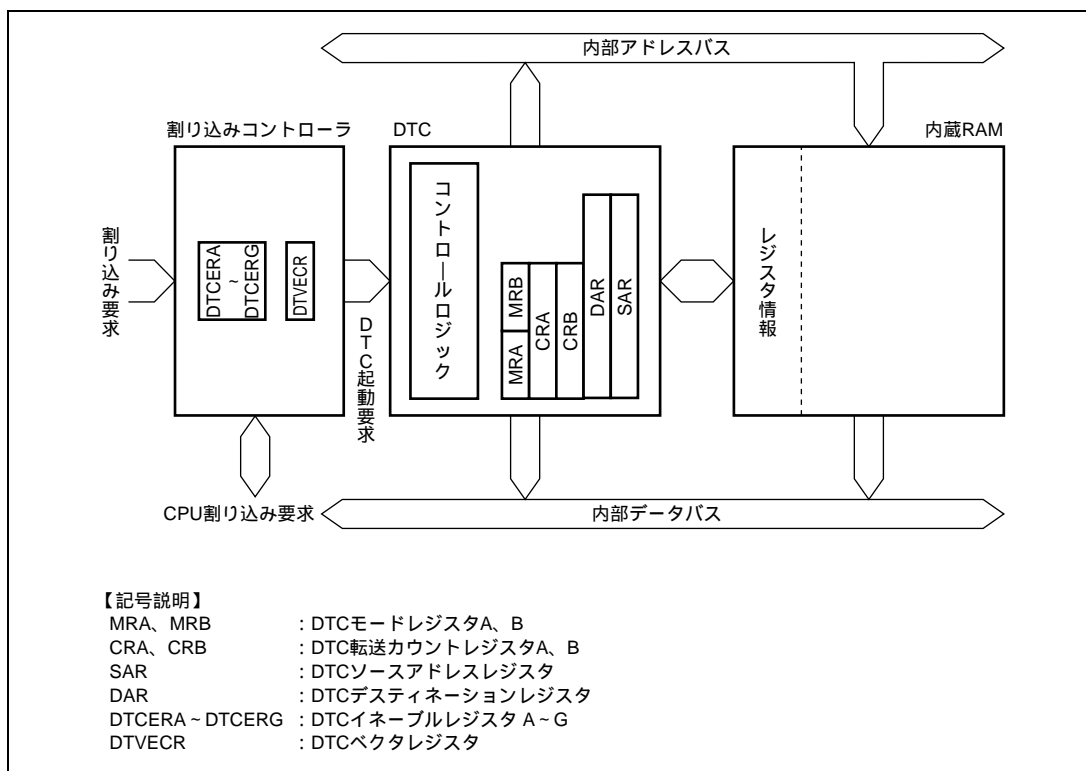 内部アドレスバス
割り込みコントローラ
DTC
内蔵RAM
割り込み要求
DTCERA
~
DTCERG
DTVECR
DTC起動要求
コントロールロジック
MRA
MRB
CRA
CRB
DAR
SAR
レジスタ情報
CPU割り込み要求
内部データバス
【記号説明】
MRA、MRB : DTCモードレジスタA、B
CRA、CRB : DTC転送カウントレジスタA、B
SAR : DTCソースアドレスレジスタ
DAR : DTCデスティネーションレジスタ
DTCERA ~ DTCERG : DTCイネーブルレジスタ A ~ G
DTVECR : DTCベクタレジスタ